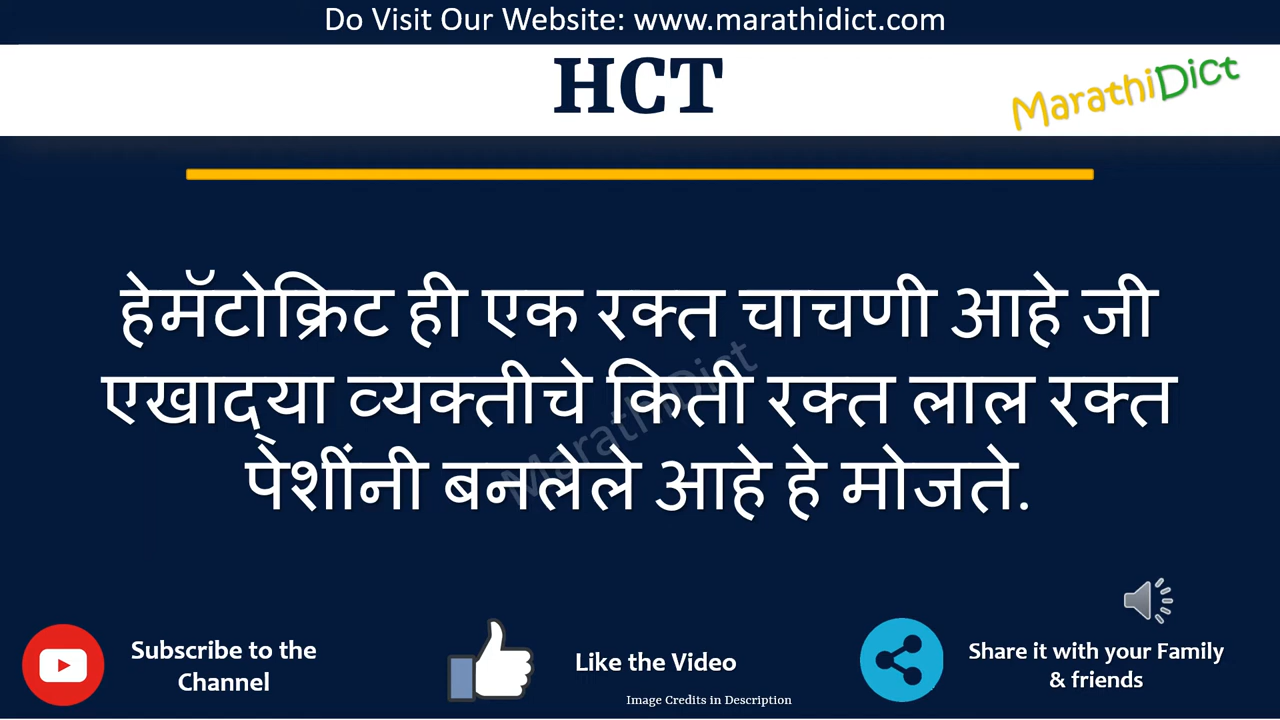 Do Visit Our Website: www.marathidict.com
HCT
MarathiDict
हेमॅटोक्रिट ही एक रक्त चाचणी आहे जी
एखाद्या व्यक्तीचे किती रक्त लाल रक्त
पेशींनी बनलेले आहे हे मोजते.
MarathiDict
Subscribe to the
Channel
Like the Video
Share it with your Family
& friends
Image Credits in Description